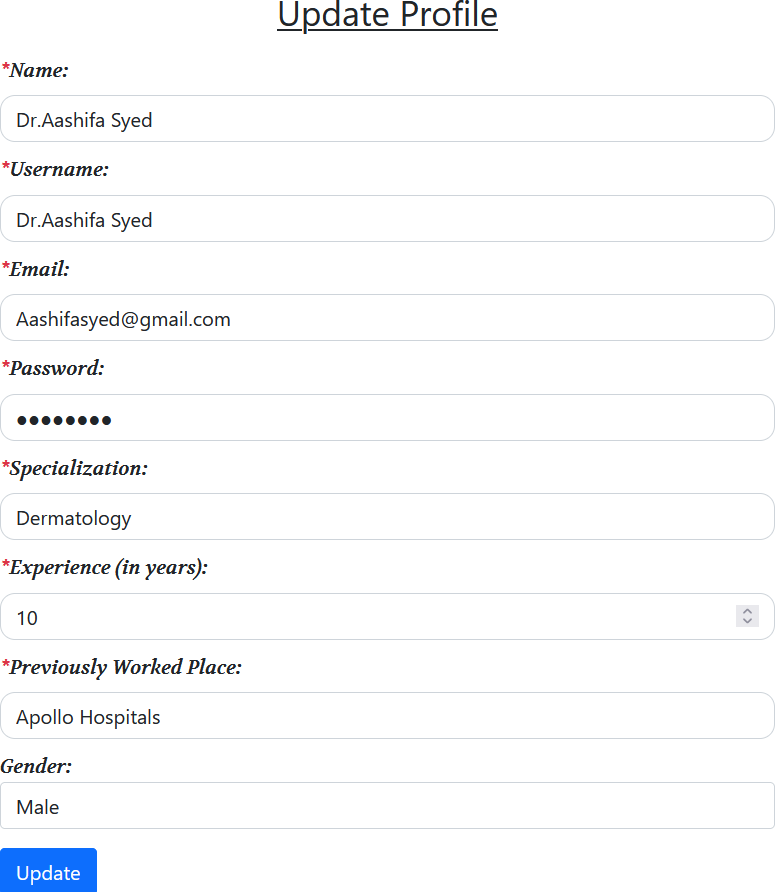 Update Profile
*Name:
Dr.Aashifa Syed
*Username:
Dr.Aashifa Syed
*Email:
Aashifasyed@gmail.com
*Password:
●●●●●●●●
*Specialization:
Dermatology
*Experience (in years):
10
*Previously Worked Place:
Apollo Hospitals
Gender:
Male
Update